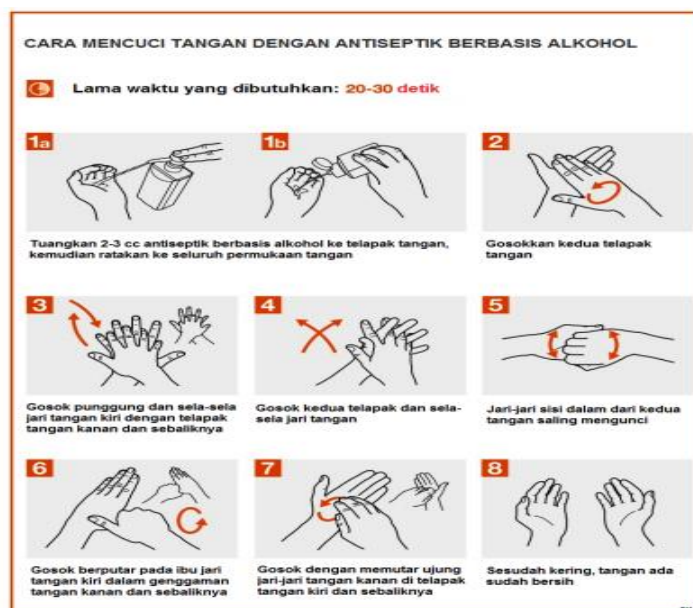 CARA MENCUCI TANGAN DENGAN ANTISEPTIK BERBASIS ALKOHOL
Lama waktu yang dibutuhkan: 20-30 detik
1a
1b
Tuangkan 2-3 cc antiseptik berbasis alkohol ke telapak tangan,
kemudian ratakan ke seluruh permukaan tangan
2
Gosokkan kedua telapak
tangan
3
Gosok punggung dan sela-sela
jari tangan kiri dengan telapak
tangan kanan dan sebaliknya
4
Gosok kedua telapak dan sela-
sela jari tangan
5
Jari-jari sisi dalam dari kedua
tangan saling mengunci
6
Gosok berputar pada ibu jari
tangan kiri dalam genggaman
tangan kanan dan sebaliknya
7
Gosok dengan memutar ujung
jari-jari tangan kanan di telapak
tangan kiri dan sebaliknya
8
Sesudah kering, tangan ada
sudah bersih